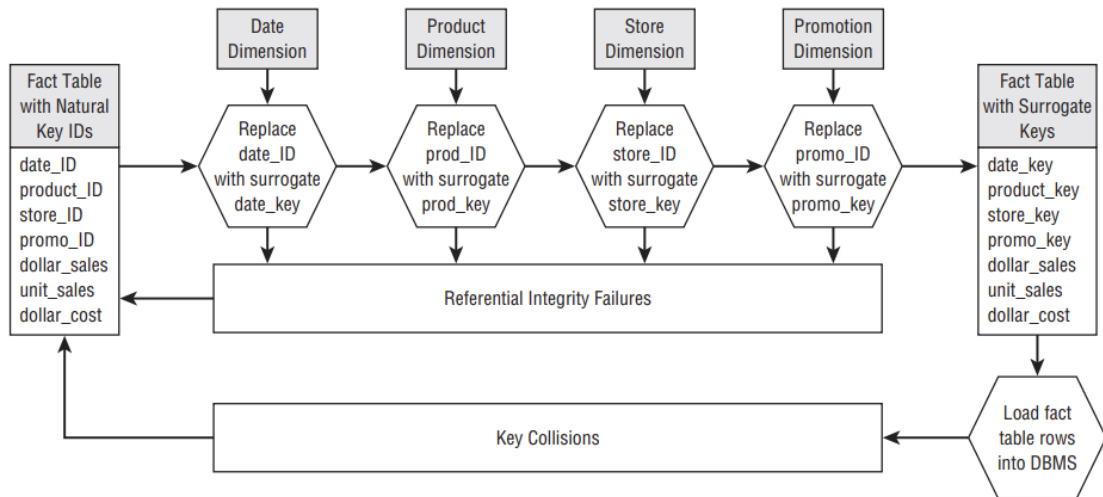 Date
Dimension
Product
Dimension
Store
Dimension
Promotion
Dimension
Fact Table
with Natural
Key IDs
date_ID
product_ID
store_ID
promo_ID
dollar_sales
unit_sales
dollar_cost
Replace
date_ID
with surrogate
date_key
Replace
prod_ID
with surrogate
prod_key
Replace
store_ID
with surrogate
store_key
Replace
promo_ID
with surrogate
promo_key
Fact Table
with Surrogate
Keys
date_key
product_key
store_key
promo_key
dollar_sales
unit_sales
dollar_cost
Referential Integrity Failures
Key Collisions
Load fact
table rows
into DBMS